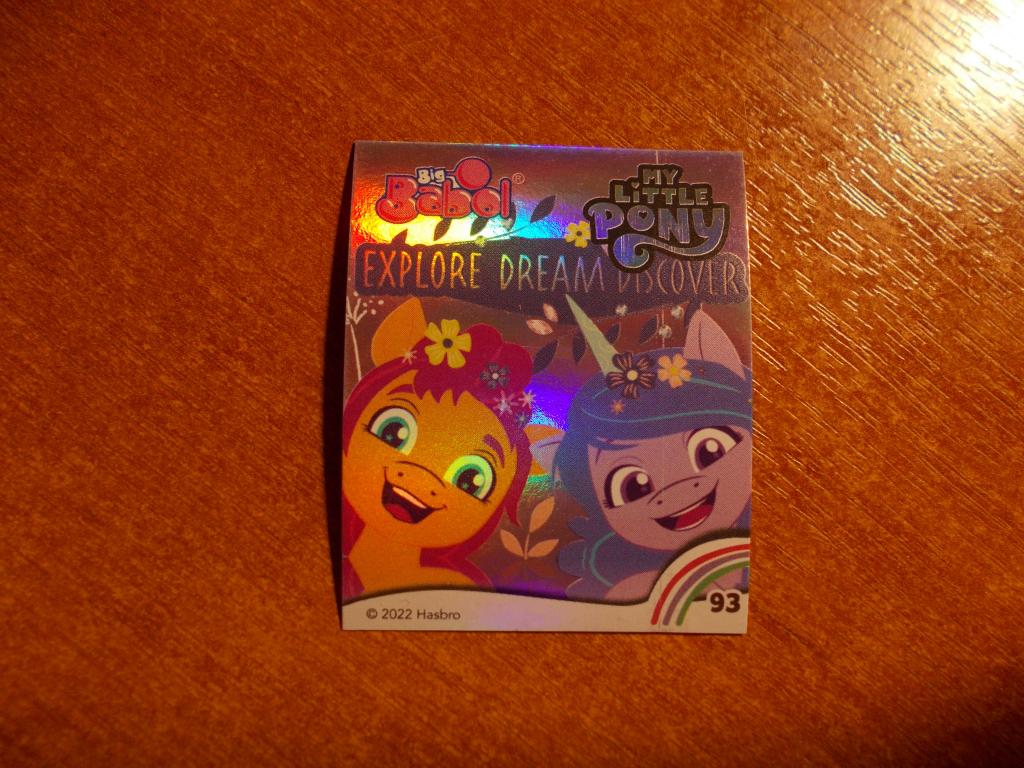 Big
Babol®
MY
LiTTLE
PONY
EXPLORE DREAM DISCOVER
93
© 2022 Hasbro